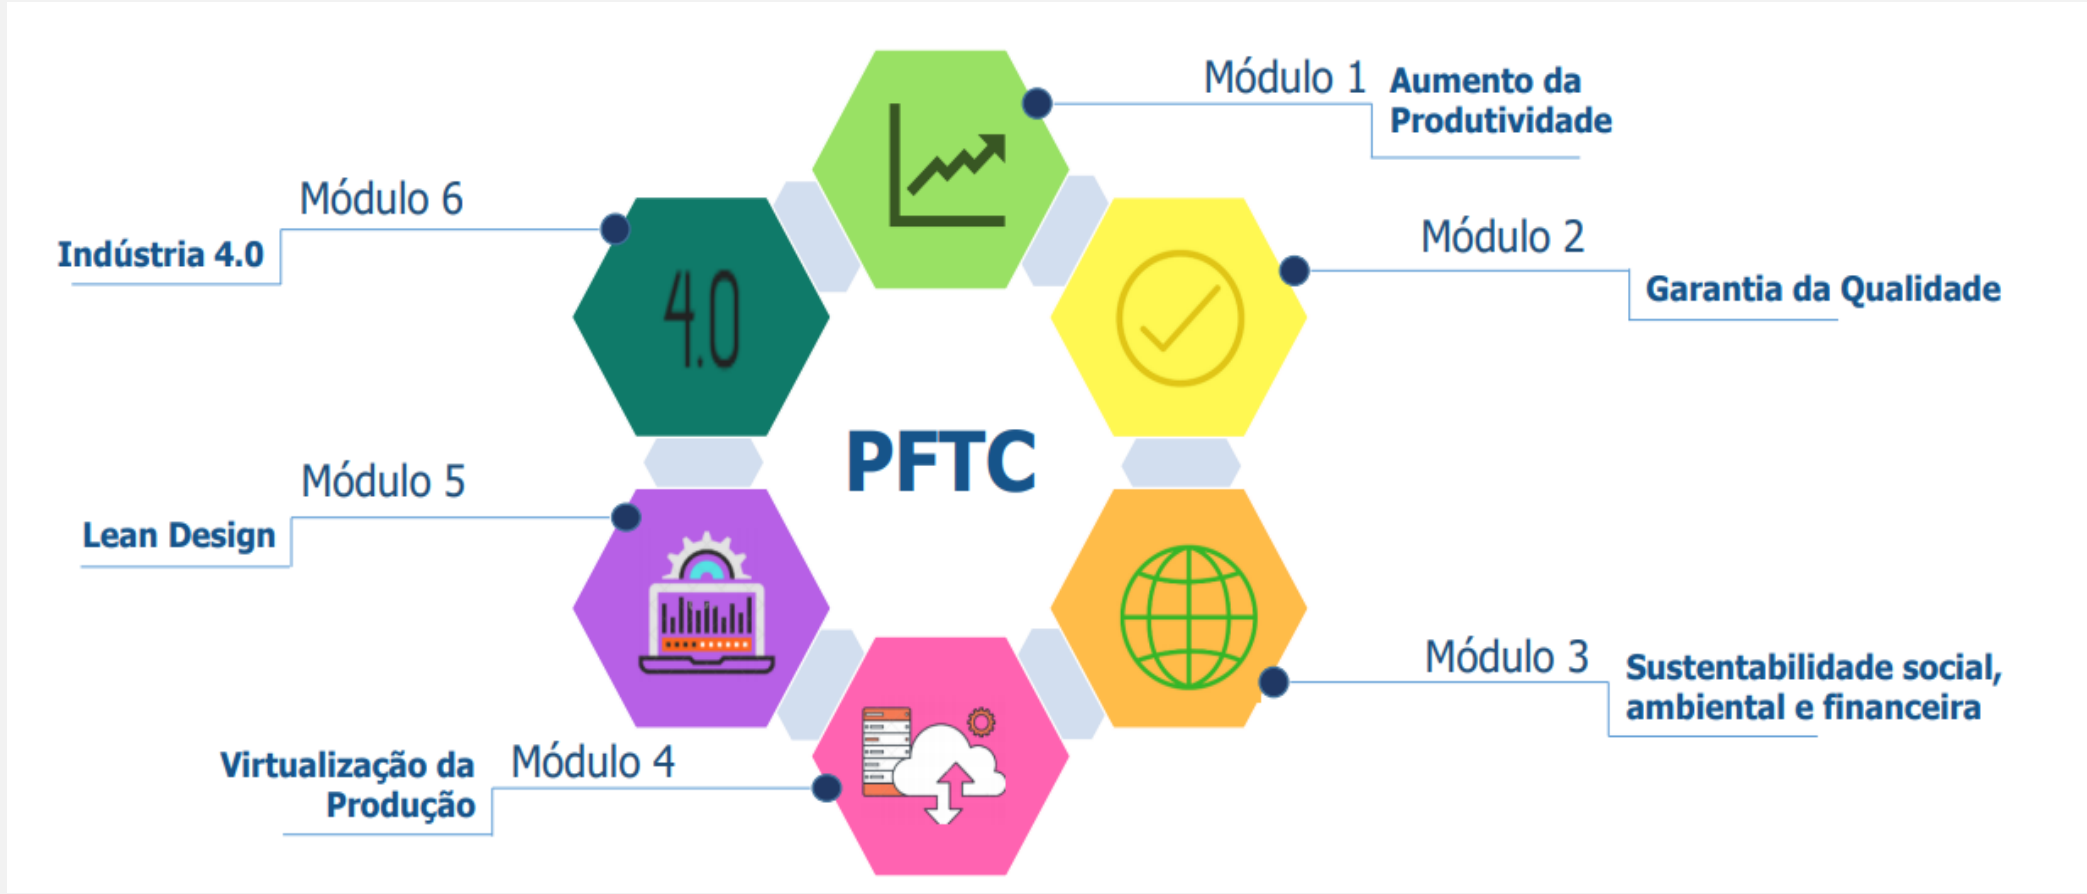 Módulo 1
Aumento da
Produtividade
Módulo 2
Garantia da Qualidade
Módulo 3
Sustentabilidade social,
ambiental e financeira
Módulo 4
Virtualização da
Produção
Módulo 5
Lean Design
Módulo 6
Indústria 4.0
4.0
PFTC